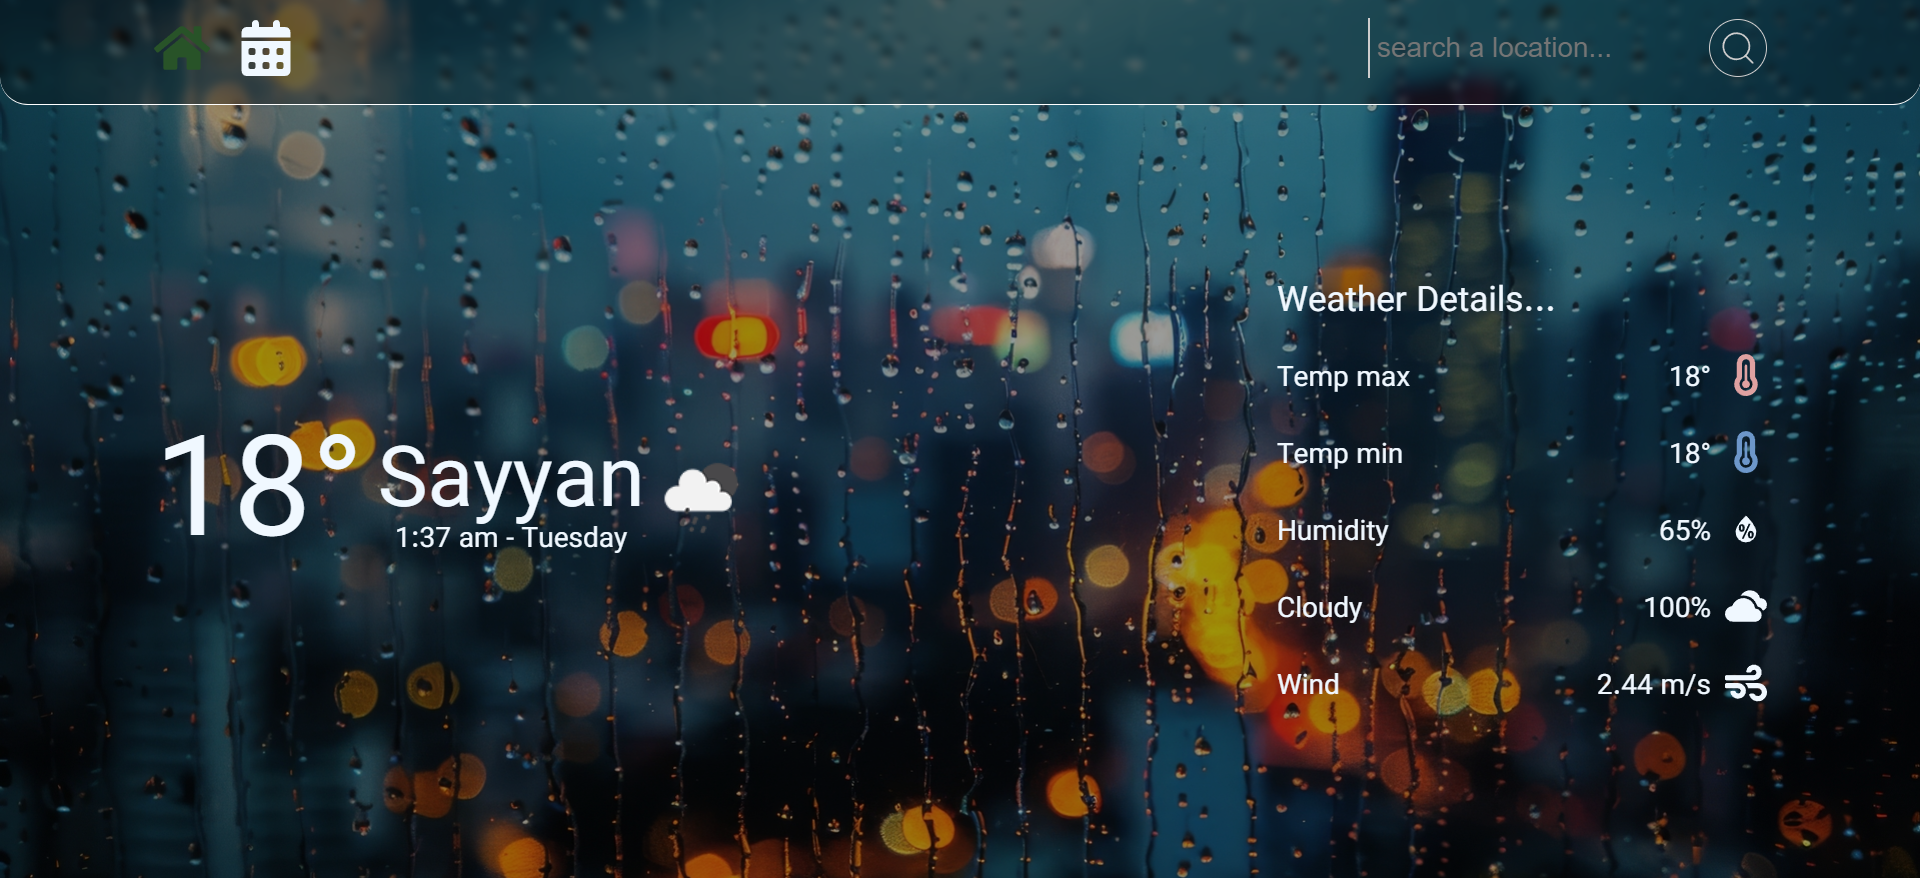 search a location...
18° Sayyan
1:37 am - Tuesday
Weather Details...
Temp max 18°
Temp min 18°
Humidity 65%
Cloudy 100%
Wind 2.44 m/s